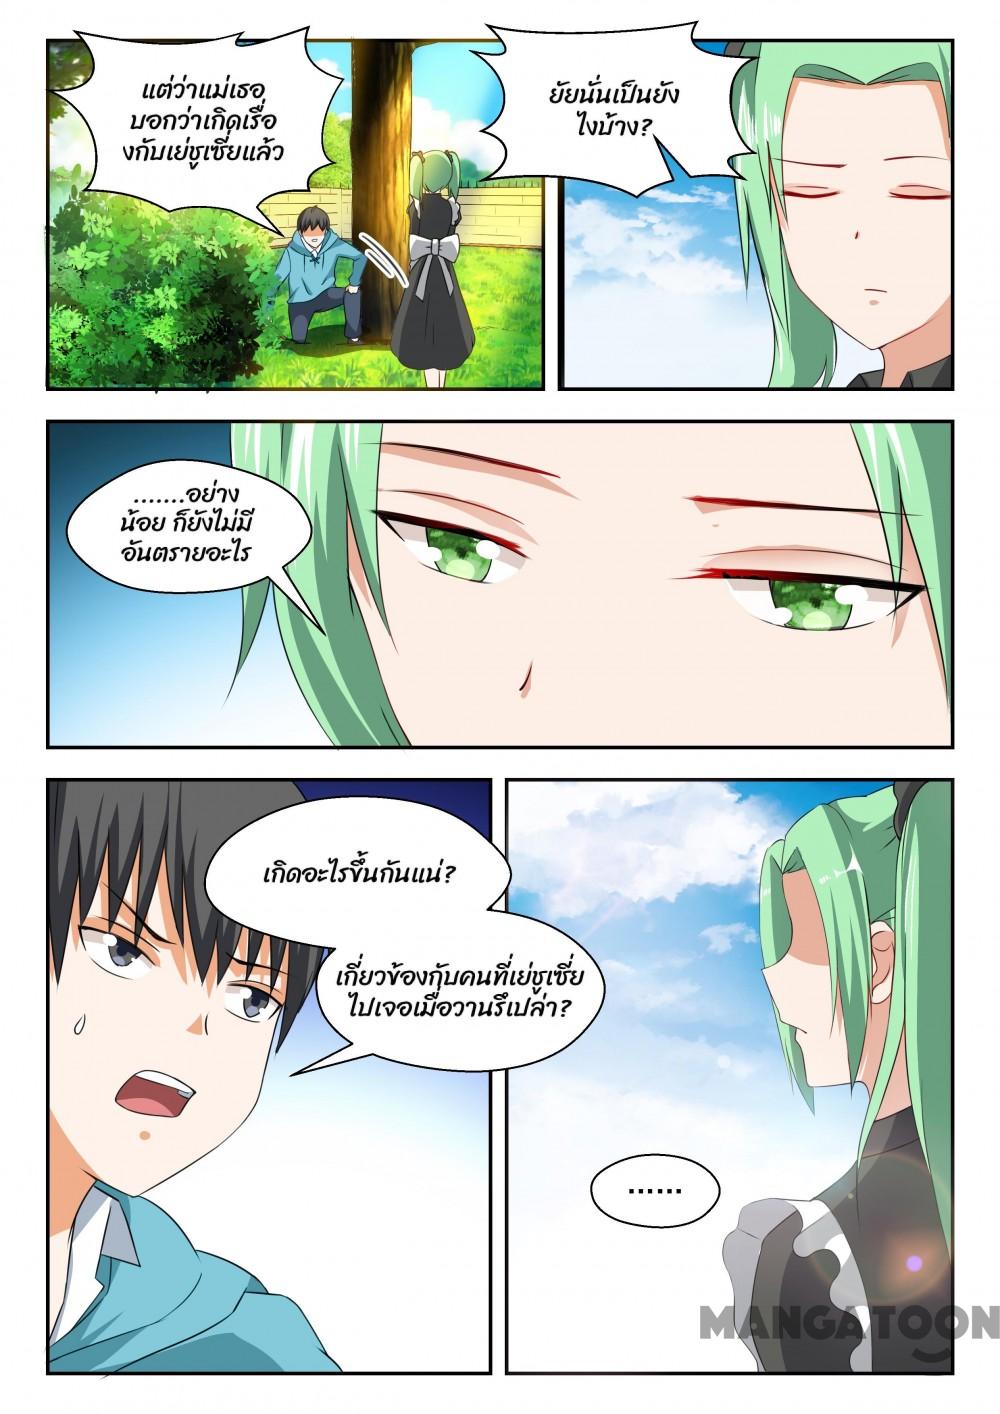 แต่ว่าแม่เธอ
บอกว่าเกิดเรื่อ
งกับเย่ชูเซี่ยแล้ว
ยัยนั่นเป็นยัง
ไงบ้าง?
.......อย่าง
น้อย ก็ยังไม่มี
อันตรายอะไร
เกิดอะไรขึ้นกันแน่?
เกี่ยวข้องกับคนที่เย่ชูเซี่ย
ไปเจอเมื่อวานรึเปล่า?
......
MANGATOON